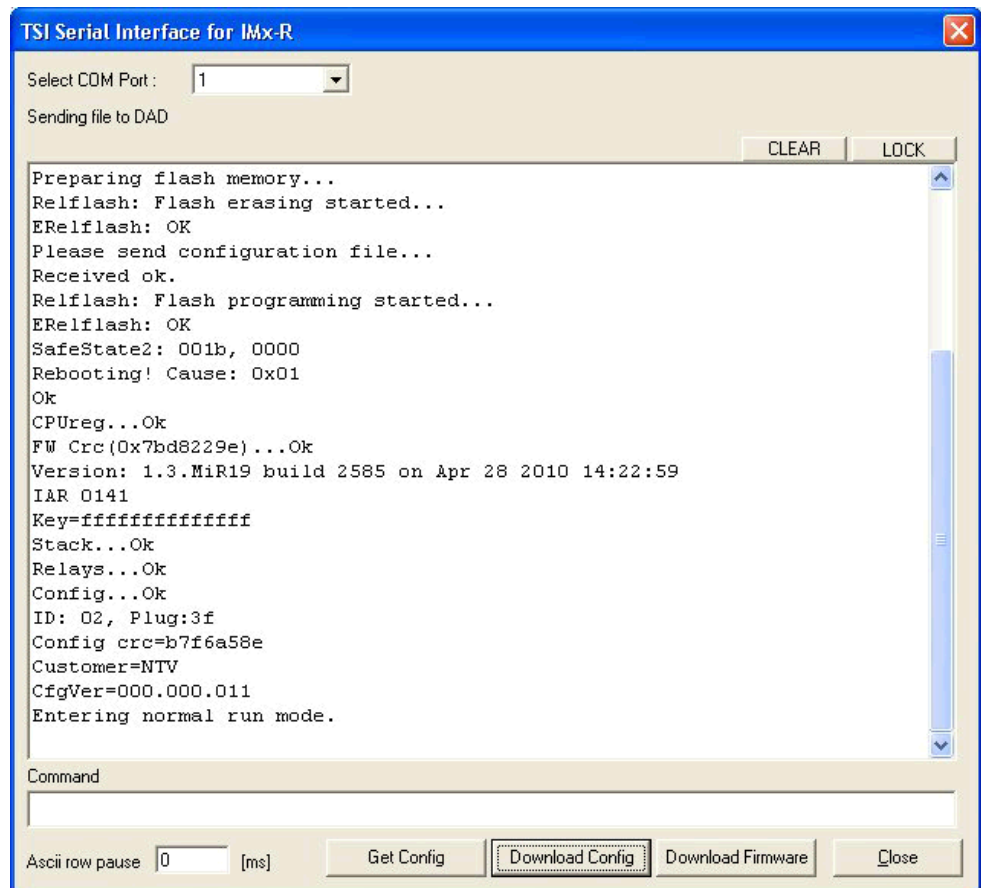 TSI Serial Interface for IMx-R
Select COM Port : 1
Sending file to DAD
CLEAR LOCK
Preparing flash memory...
Relflash: Flash erasing started...
ERelflash: OK
Please send configuration file...
Received ok.
Relflash: Flash programming started...
ERelflash: OK
SafeState2: 001b, 0000
Rebooting! Cause: 0x01
Ok
CPUreg...Ok
FW Crc(0x7bd8229e)...Ok
Version: 1.3.MiR19 build 2585 on Apr 28 2010 14:22:59
IAR 0141
Key=ffffffffffffff
Stack...Ok
Relays...Ok
Config...Ok
ID: 02, Plug:3f
Config crc=b7f6a58e
Customer=NTV
CfgVer=000.000.011
Entering normal run mode.
Command
Ascii row pause 0 [ms] Get Config Download Config Download Firmware Close